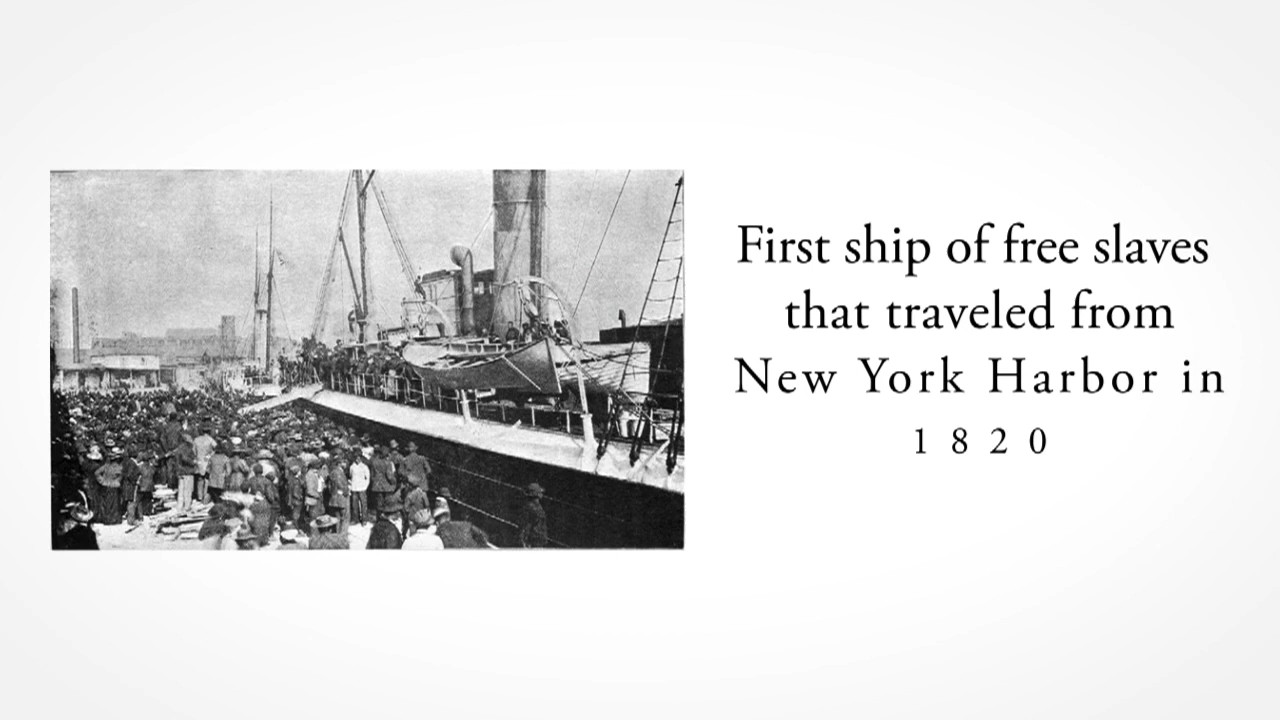 First ship of free slaves
that traveled from
New York Harbor in
1820